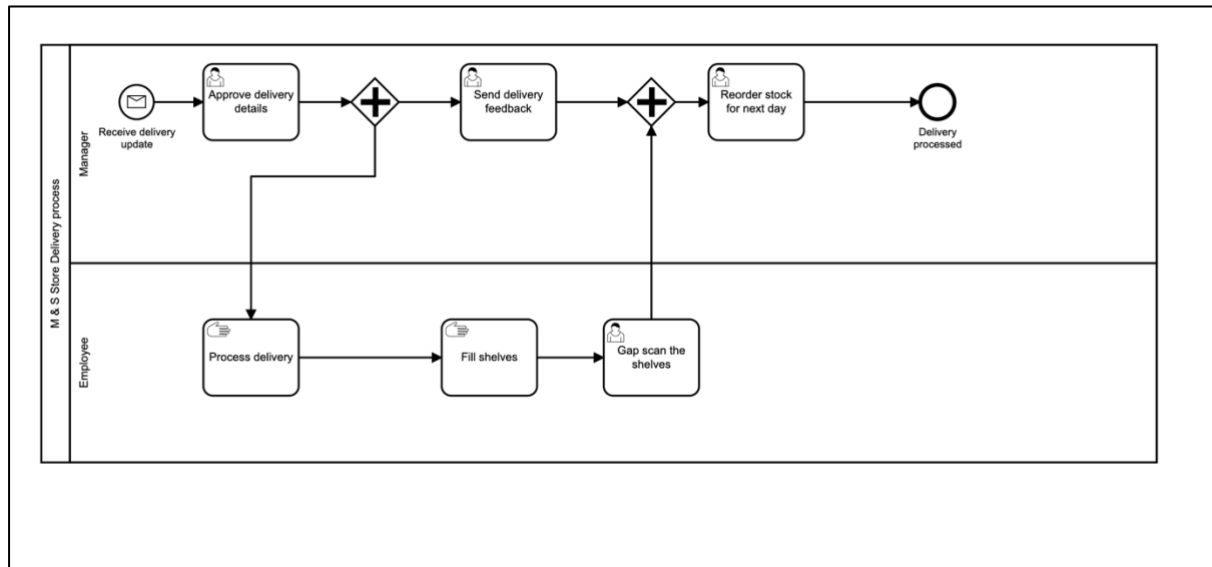 M & S Store Delivery process
Manager
Receive delivery
update
Approve delivery
details
Send delivery
feedback
Reorder stock
for next day
Delivery
processed
Employee
Process delivery
Fill shelves
Gap scan the
shelves